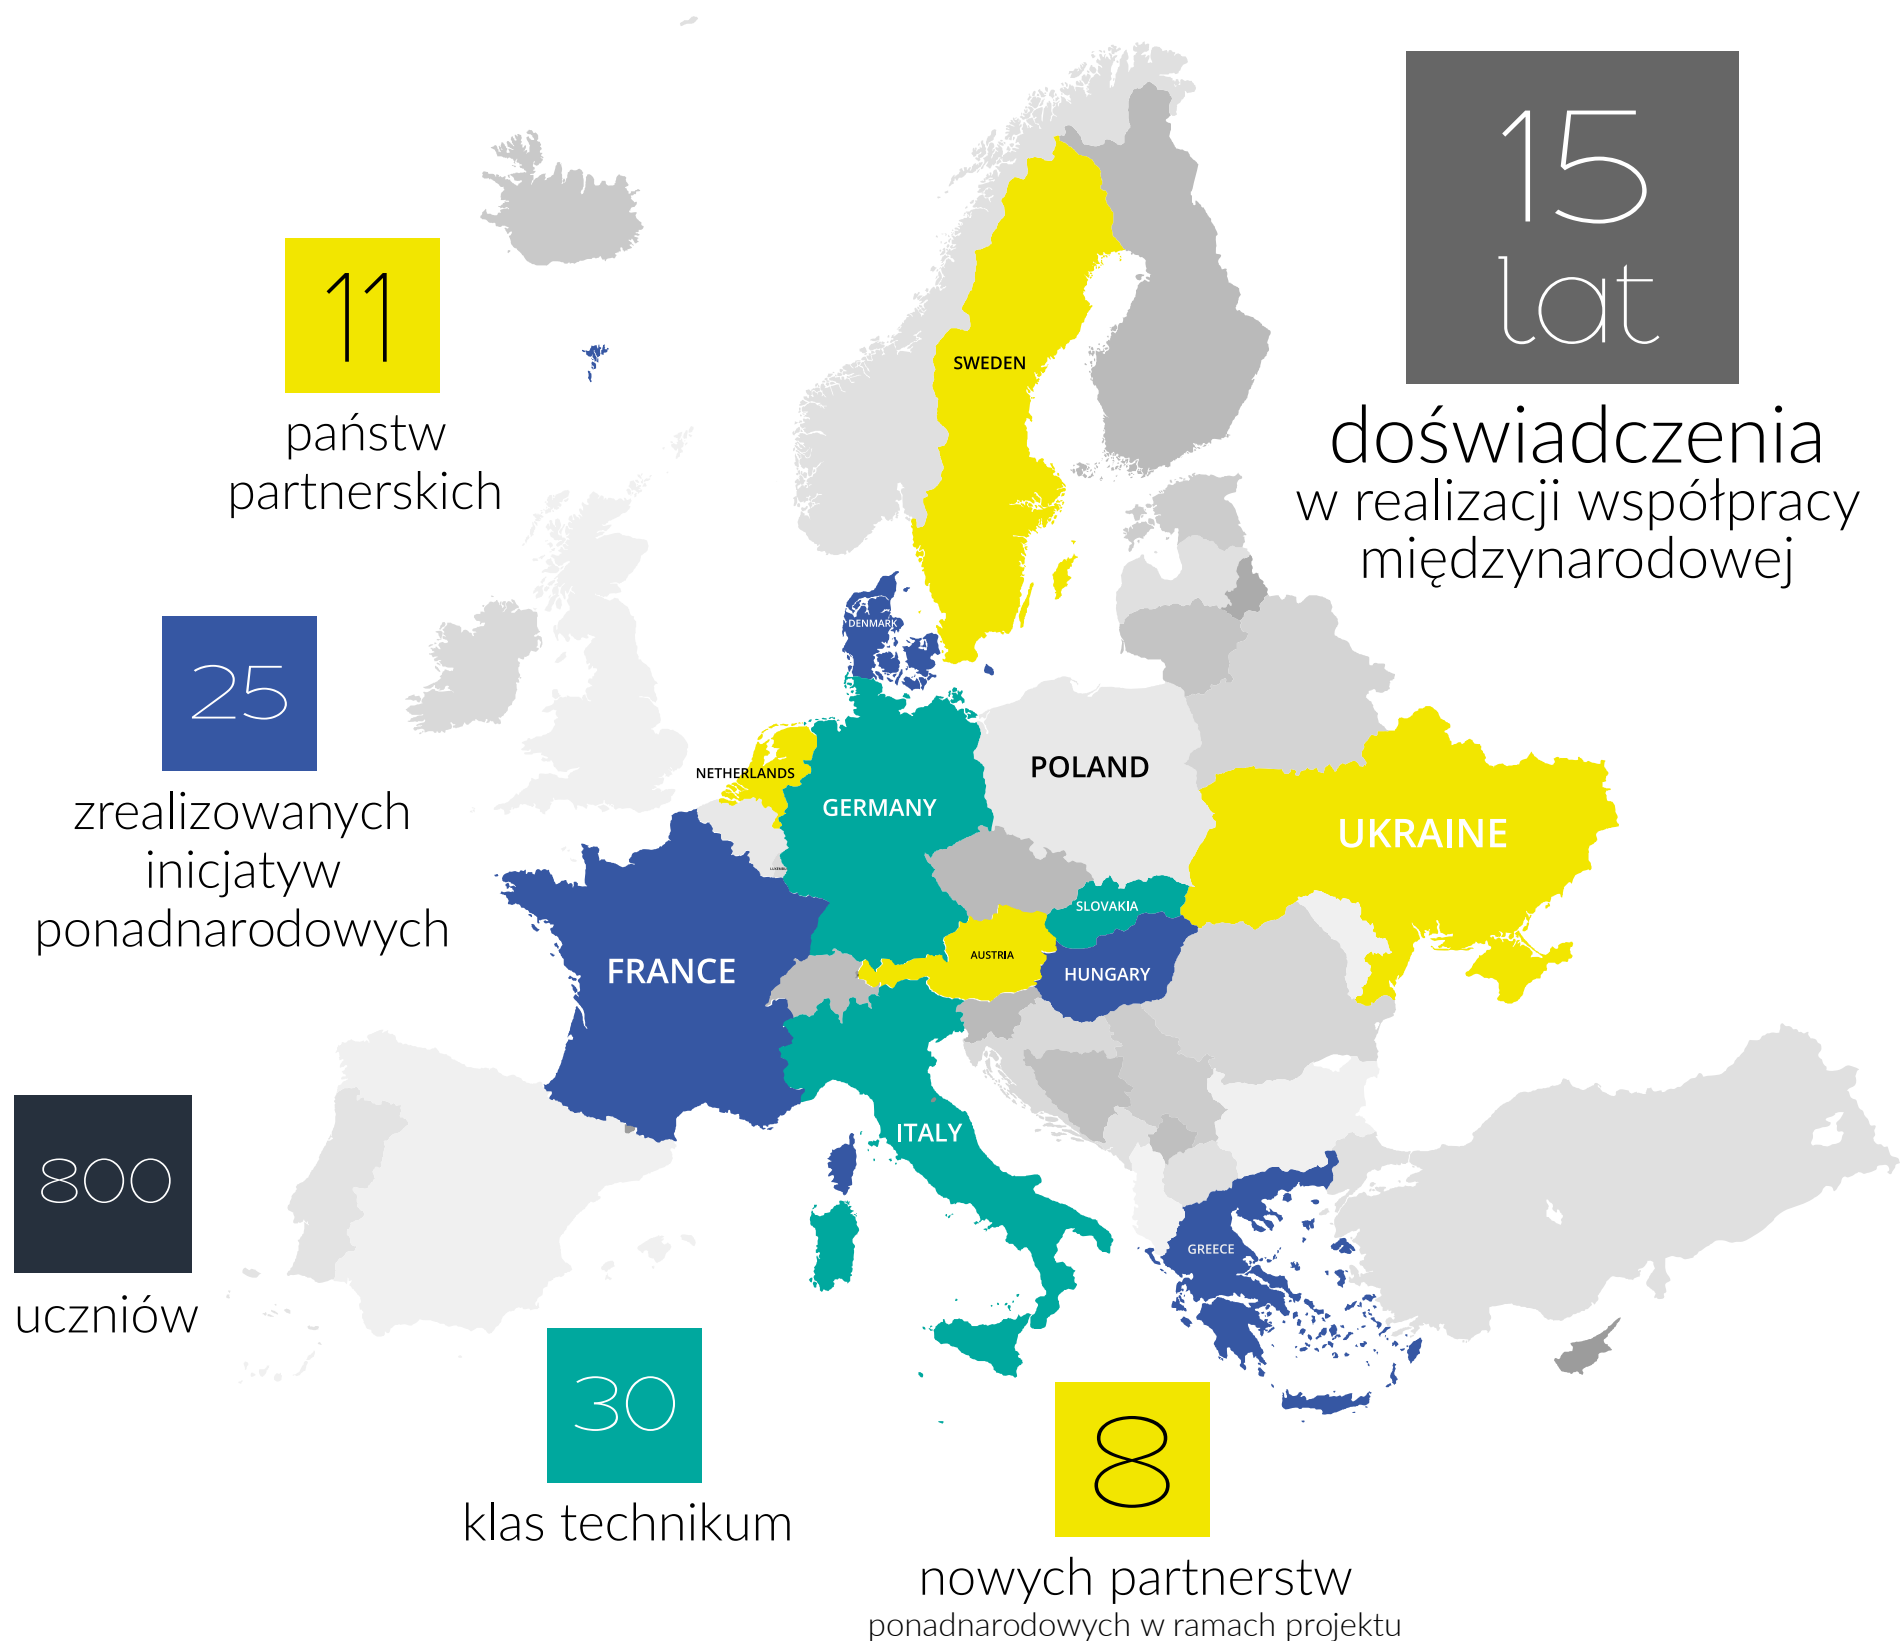 15
lat
doświadczenia
w realizacji współpracy
międzynarodowej
11
państw
partnerskich
25
zrealizowanych
inicjatyw
ponadnarodowych
800
uczniów
30
klas technikum
8
nowych partnerstw
ponadnarodowych w ramach projektu
SWEDEN
DENMARK
NETHERLANDS
POLAND
GERMANY
UKRAINE
SLOVAKIA
AUSTRIA
FRANCE
HUNGARY
ITALY
GREECE